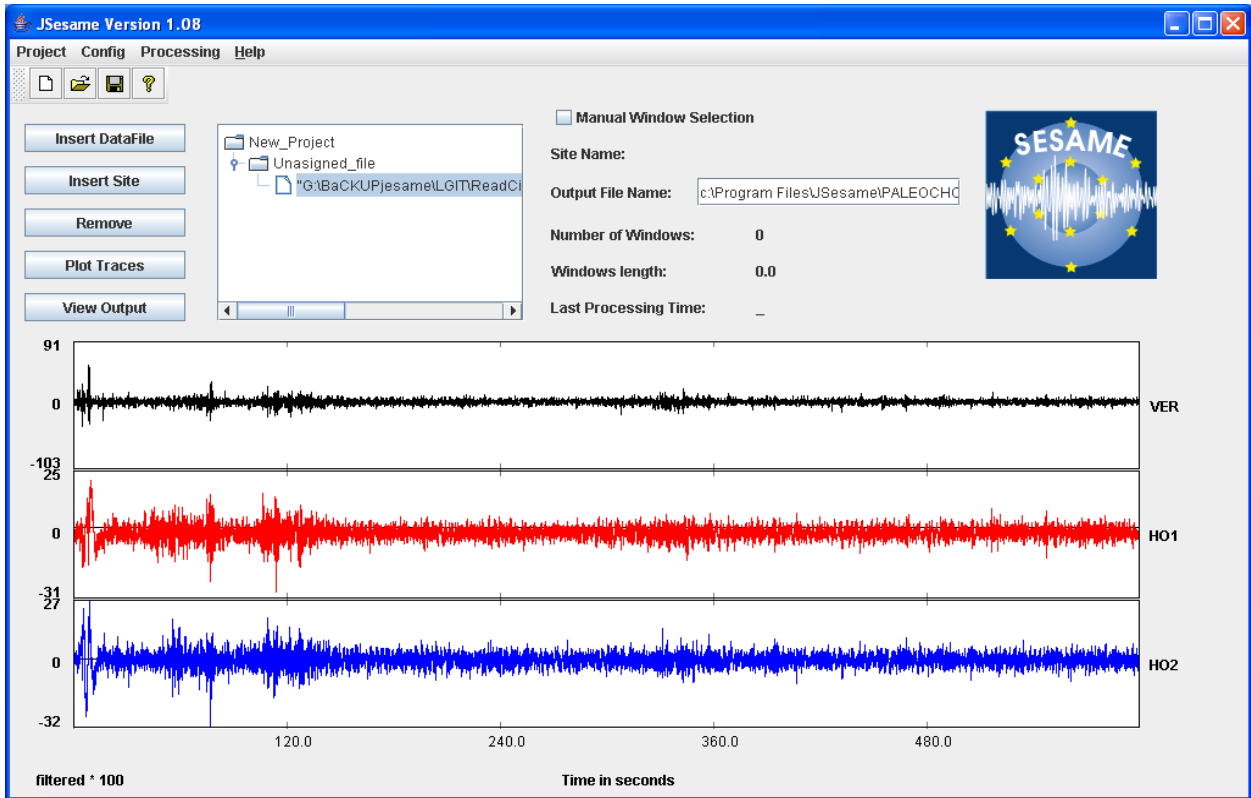 JSesame Version 1.08
Project Config Processing Help
Insert DataFile
Insert Site
Remove
Plot Traces
View Output
New_Project
Unasigned_file
"G:\BaCKUPjesame\LGIT\ReadCi
Manual Window Selection
Site Name:
Output File Name: c:\Program Files\JSesame\PALEOCHO
Number of Windows: 0
Windows length: 0.0
Last Processing Time: _
SESAME
91
0
-103
VER
25
0
-31
HO1
27
0
-32
HO2
120.0 240.0 360.0 480.0
filtered * 100
Time in seconds